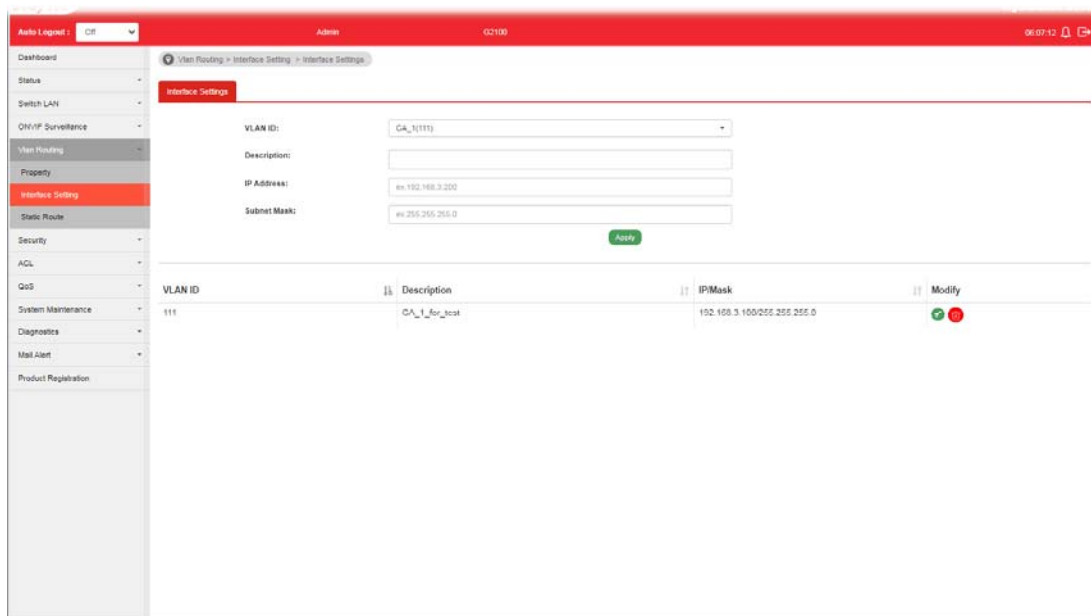 Auto Logout : Off Admin G2100 06:07:12
Dashboard
Status
Switch LAN
ONVIF Surveillance
Vlan Routing
Property
Interface Setting
Static Route
Security
ACL
QoS
System Maintenance
Diagnostics
Mail Alert
Product Registration
Vlan Routing > Interface Setting > Interface Settings
Interface Settings
VLAN ID: GA_1(111)
Description:
IP Address: ex.192.168.3.200
Subnet Mask: ex.255.255.255.0
Apply
VLAN ID Description IP/Mask Modify
111 GA_1_for_test 192.168.3.100/255.255.255.0